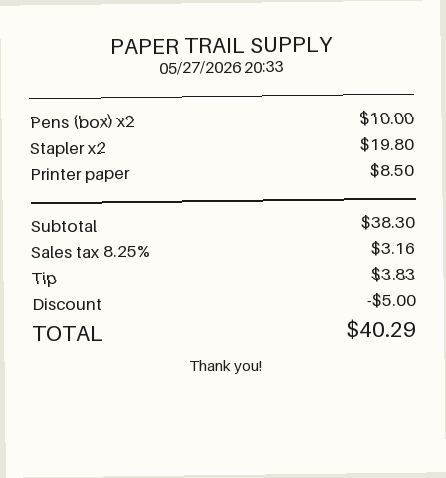 PAPER TRAIL SUPPLY
05/27/2026 20:33
Pens (box) x2 $10.00
Stapler x2 $19.80
Printer paper $8.50
Subtotal $38.30
Sales tax 8.25% $3.16
Tip $3.83
Discount -$5.00
TOTAL $40.29
Thank you!